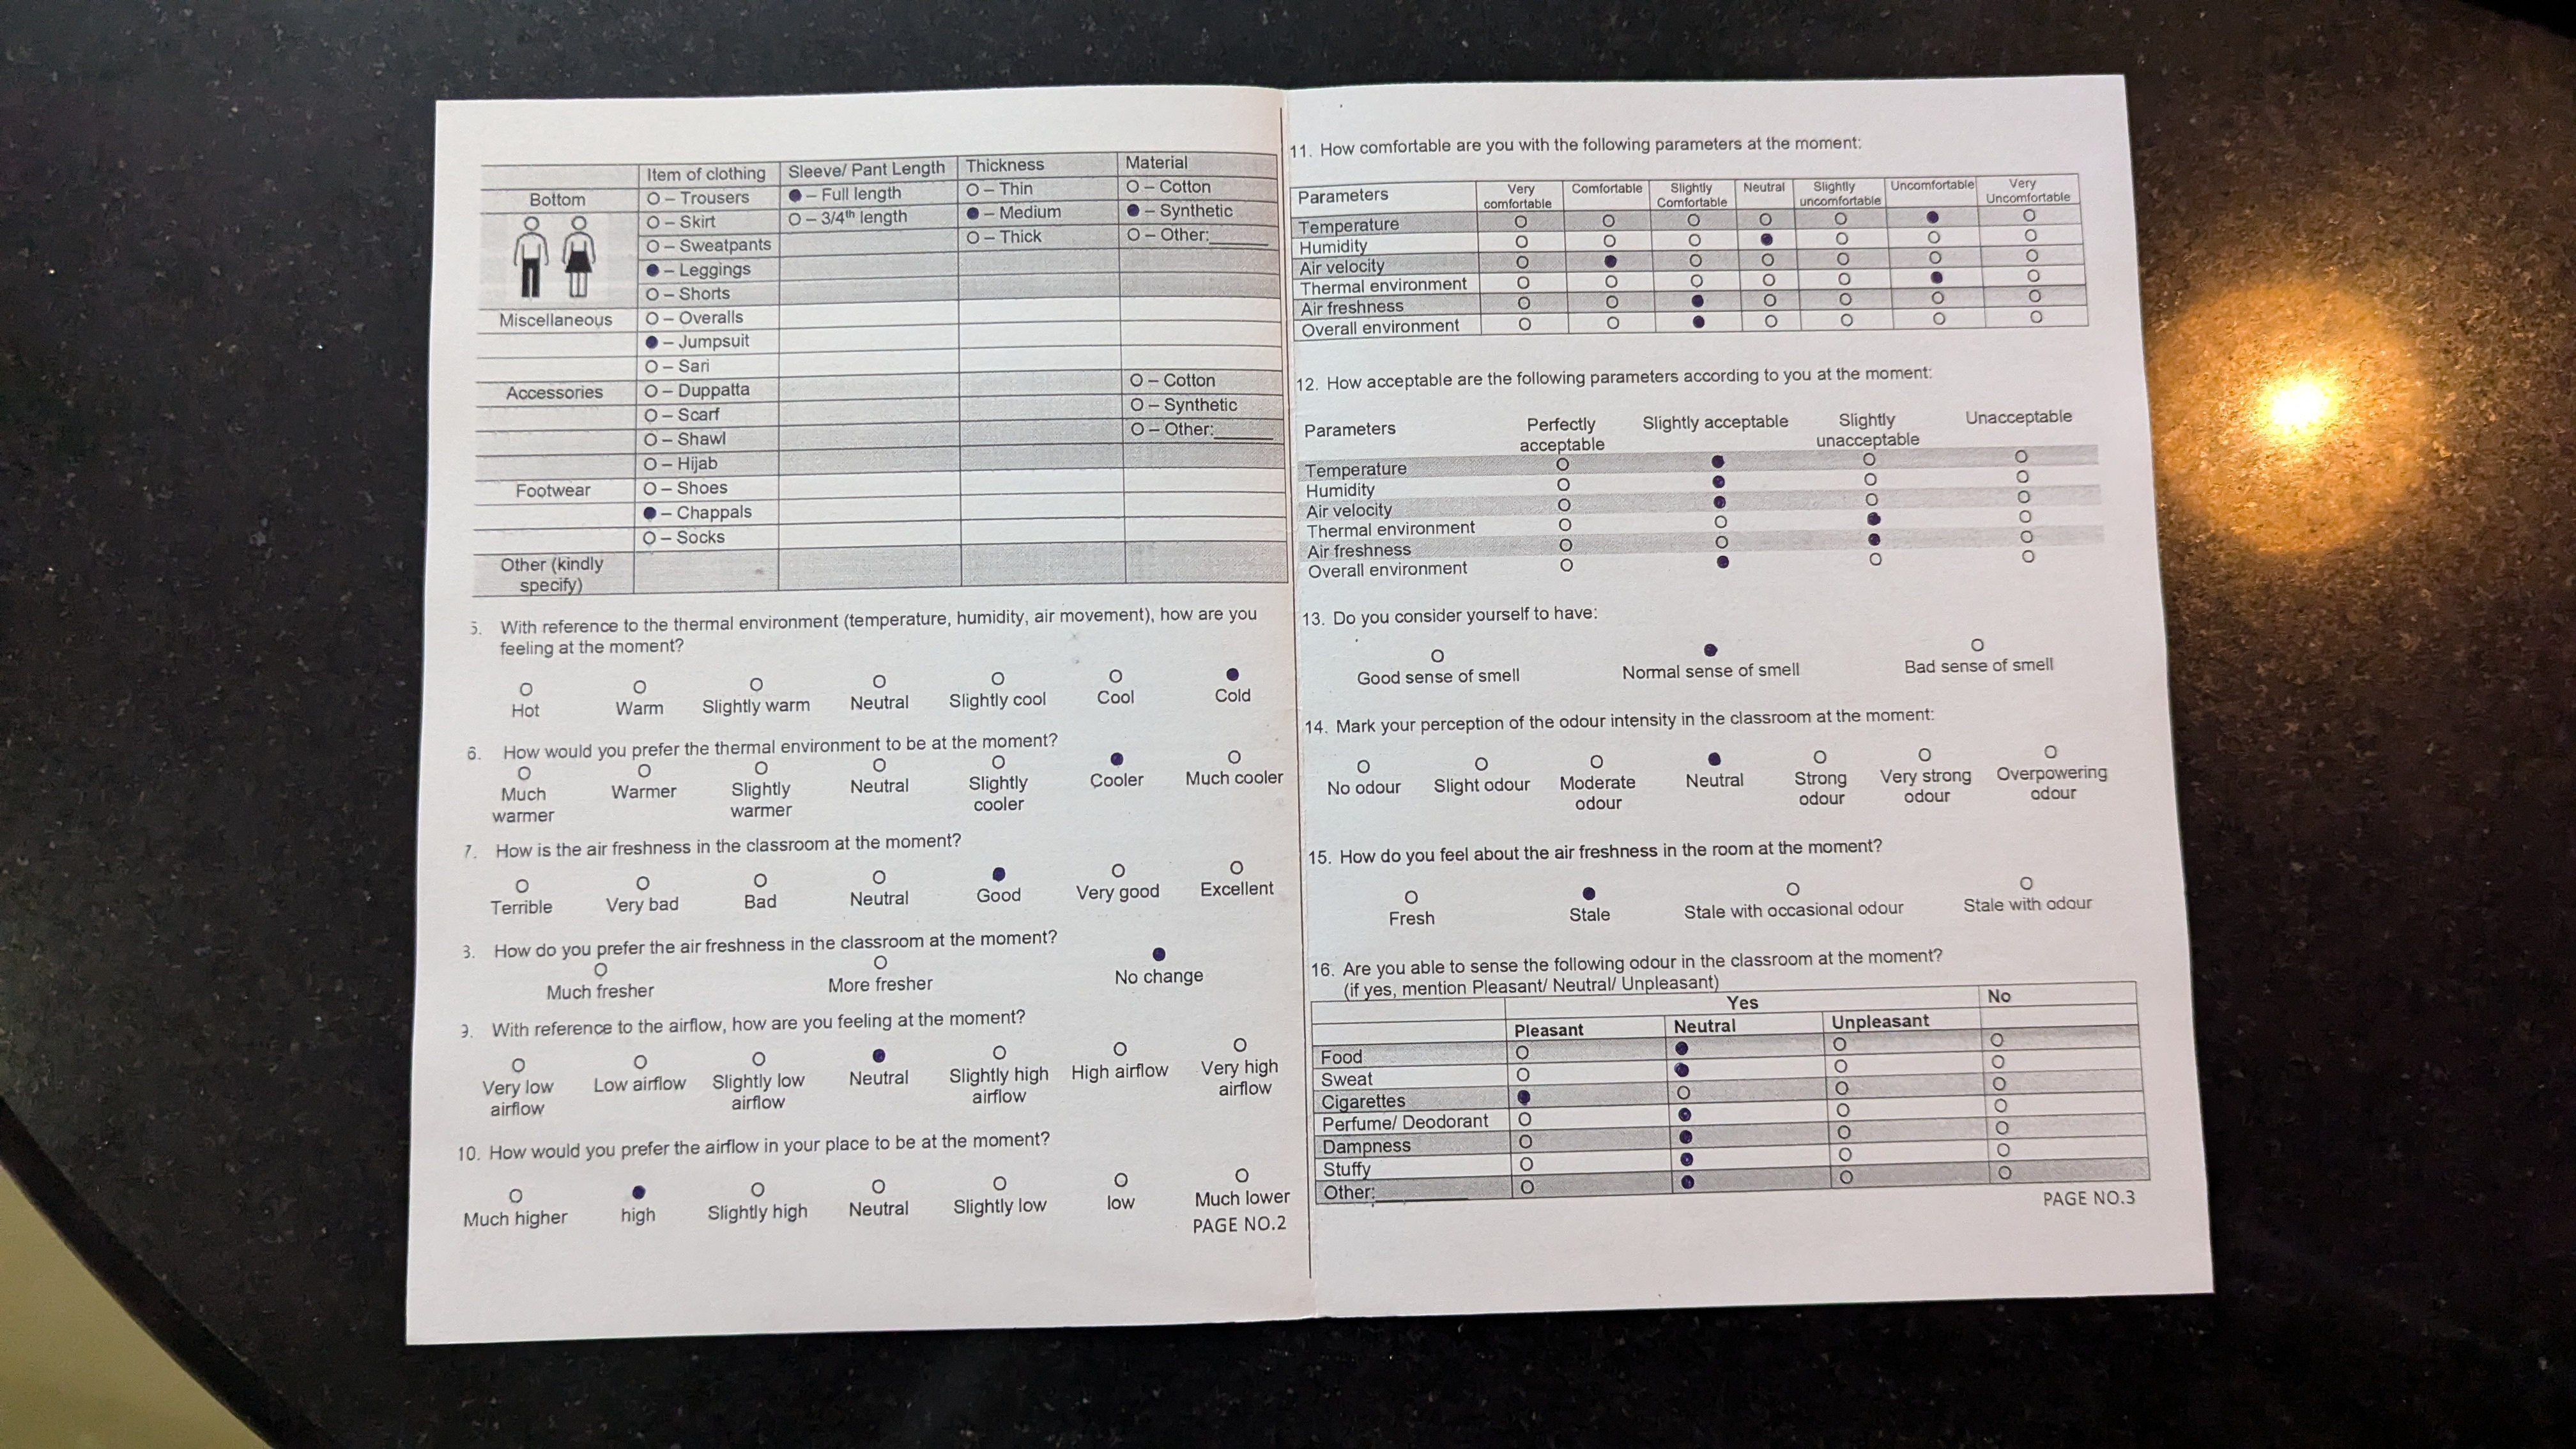 Item of clothing Sleeve/ Pant Length Thickness Material
Bottom ○ – Trousers ● – Full length ○ – Thin ○ – Cotton
○ – Skirt ○ – 3/4th length ● – Medium ● – Synthetic
○ – Sweatpants ○ – Thick ○ – Other:______
● – Leggings
○ – Shorts
Miscellaneous ○ – Overalls
● – Jumpsuit
○ – Sari
Accessories ○ – Duppatta ○ – Cotton
○ – Scarf ○ – Synthetic
○ – Shawl ○ – Other:______
○ – Hijab
Footwear ○ – Shoes
● – Chappals
○ – Socks
Other (kindly
specify)
5. With reference to the thermal environment (temperature, humidity, air movement), how are you
feeling at the moment?
○ ○ ○ ○ ○ ○ ●
Hot Warm Slightly warm Neutral Slightly cool Cool Cold
6. How would you prefer the thermal environment to be at the moment?
○ ○ ○ ○ ○ ● ○
Much Warmer Slightly Neutral Slightly Cooler Much cooler
warmer warmer cooler
7. How is the air freshness in the classroom at the moment?
○ ○ ○ ○ ● ○ ○
Terrible Very bad Bad Neutral Good Very good Excellent
3. How do you prefer the air freshness in the classroom at the moment?
○ ○ ●
Much fresher More fresher No change
9. With reference to the airflow, how are you feeling at the moment?
○ ○ ○ ● ○ ○ ○
Very low Low airflow Slightly low Neutral Slightly high High airflow Very high
airflow airflow airflow airflow
10. How would you prefer the airflow in your place to be at the moment?
○ ● ○ ○ ○ ○ ○
Much higher high Slightly high Neutral Slightly low low Much lower
PAGE NO.2
11. How comfortable are you with the following parameters at the moment:
Parameters Very Comfortable Slightly Neutral Slightly Uncomfortable Very
comfortable Comfortable uncomfortable Uncomfortable
Temperature ○ ○ ○ ○ ○ ● ○
Humidity ○ ○ ○ ● ○ ○ ○
Air velocity ○ ● ○ ○ ○ ○ ○
Thermal environment ○ ○ ○ ○ ○ ● ○
Air freshness ○ ○ ● ○ ○ ○ ○
Overall environment ○ ○ ● ○ ○ ○ ○
12. How acceptable are the following parameters according to you at the moment:
Parameters Perfectly Slightly acceptable Slightly Unacceptable
acceptable unacceptable
Temperature ○ ● ○ ○
Humidity ○ ● ○ ○
Air velocity ○ ● ○ ○
Thermal environment ○ ○ ● ○
Air freshness ○ ○ ● ○
Overall environment ○ ● ○ ○
13. Do you consider yourself to have:
○ ● ○
Good sense of smell Normal sense of smell Bad sense of smell
14. Mark your perception of the odour intensity in the classroom at the moment:
○ ○ ○ ● ○ ○ ○
No odour Slight odour Moderate Neutral Strong Very strong Overpowering
odour odour odour odour
15. How do you feel about the air freshness in the room at the moment?
○ ● ○ ○
Fresh Stale Stale with occasional odour Stale with odour
16. Are you able to sense the following odour in the classroom at the moment?
(if yes, mention Pleasant/ Neutral/ Unpleasant)
Yes No
Pleasant Neutral Unpleasant
Food ○ ● ○ ○
Sweat ○ ● ○ ○
Cigarettes ● ○ ○ ○
Perfume/ Deodorant ○ ● ○ ○
Dampness ○ ● ○ ○
Stuffy ○ ● ○ ○
Other:_________ ○ ● ○ ○
PAGE NO.3